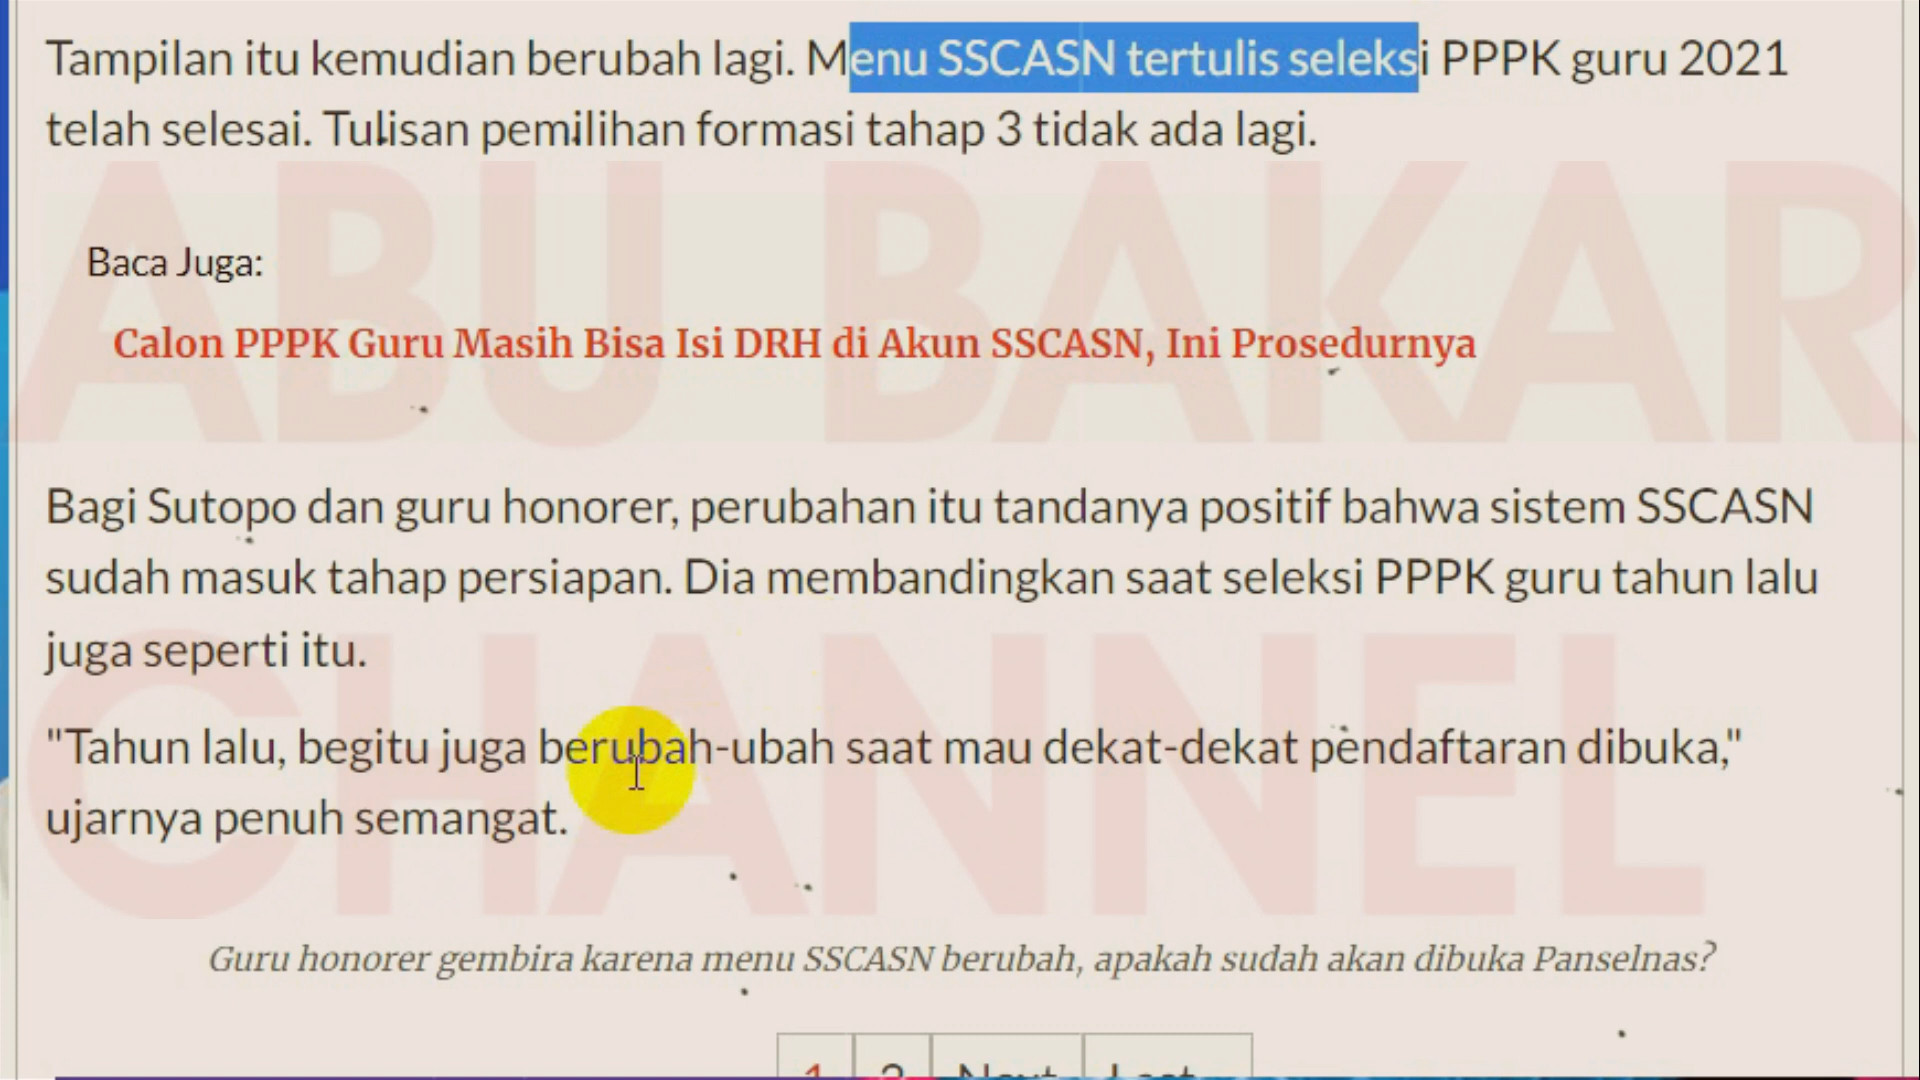 Tampilan itu kemudian berubah lagi. Menu SSCASN tertulis seleksi PPPK guru 2021
telah selesai. Tulisan pemilihan formasi tahap 3 tidak ada lagi.
ABU BAKAR
Baca Juga:
Calon PPPK Guru Masih Bisa Isi DRH di Akun SSCASN, Ini Prosedurnya
Bagi Sutopo dan guru honorer, perubahan itu tandanya positif bahwa sistem SSCASN
sudah masuk tahap persiapan. Dia membandingkan saat seleksi PPPK guru tahun lalu
juga seperti itu.
CHANNEL
"Tahun lalu, begitu juga berubah-ubah saat mau dekat-dekat pendaftaran dibuka,"
ujarnya penuh semangat.
Guru honorer gembira karena menu SSCASN berubah, apakah sudah akan dibuka Panselnas?
1 2 Next Last